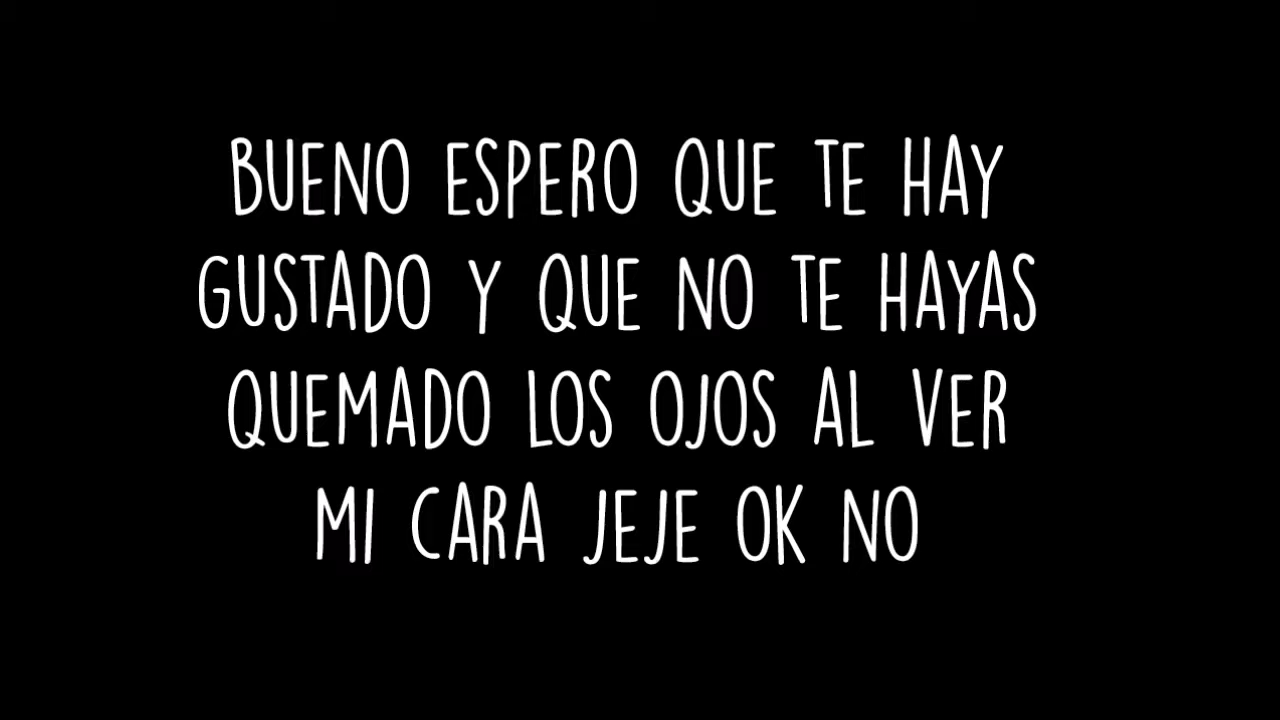 BUENO ESPERO QUE TE HAY
GUSTADO Y QUE NO TE HAYAS
QUEMADO LOS OJOS AL VER
MI CARA JEJE OK NO